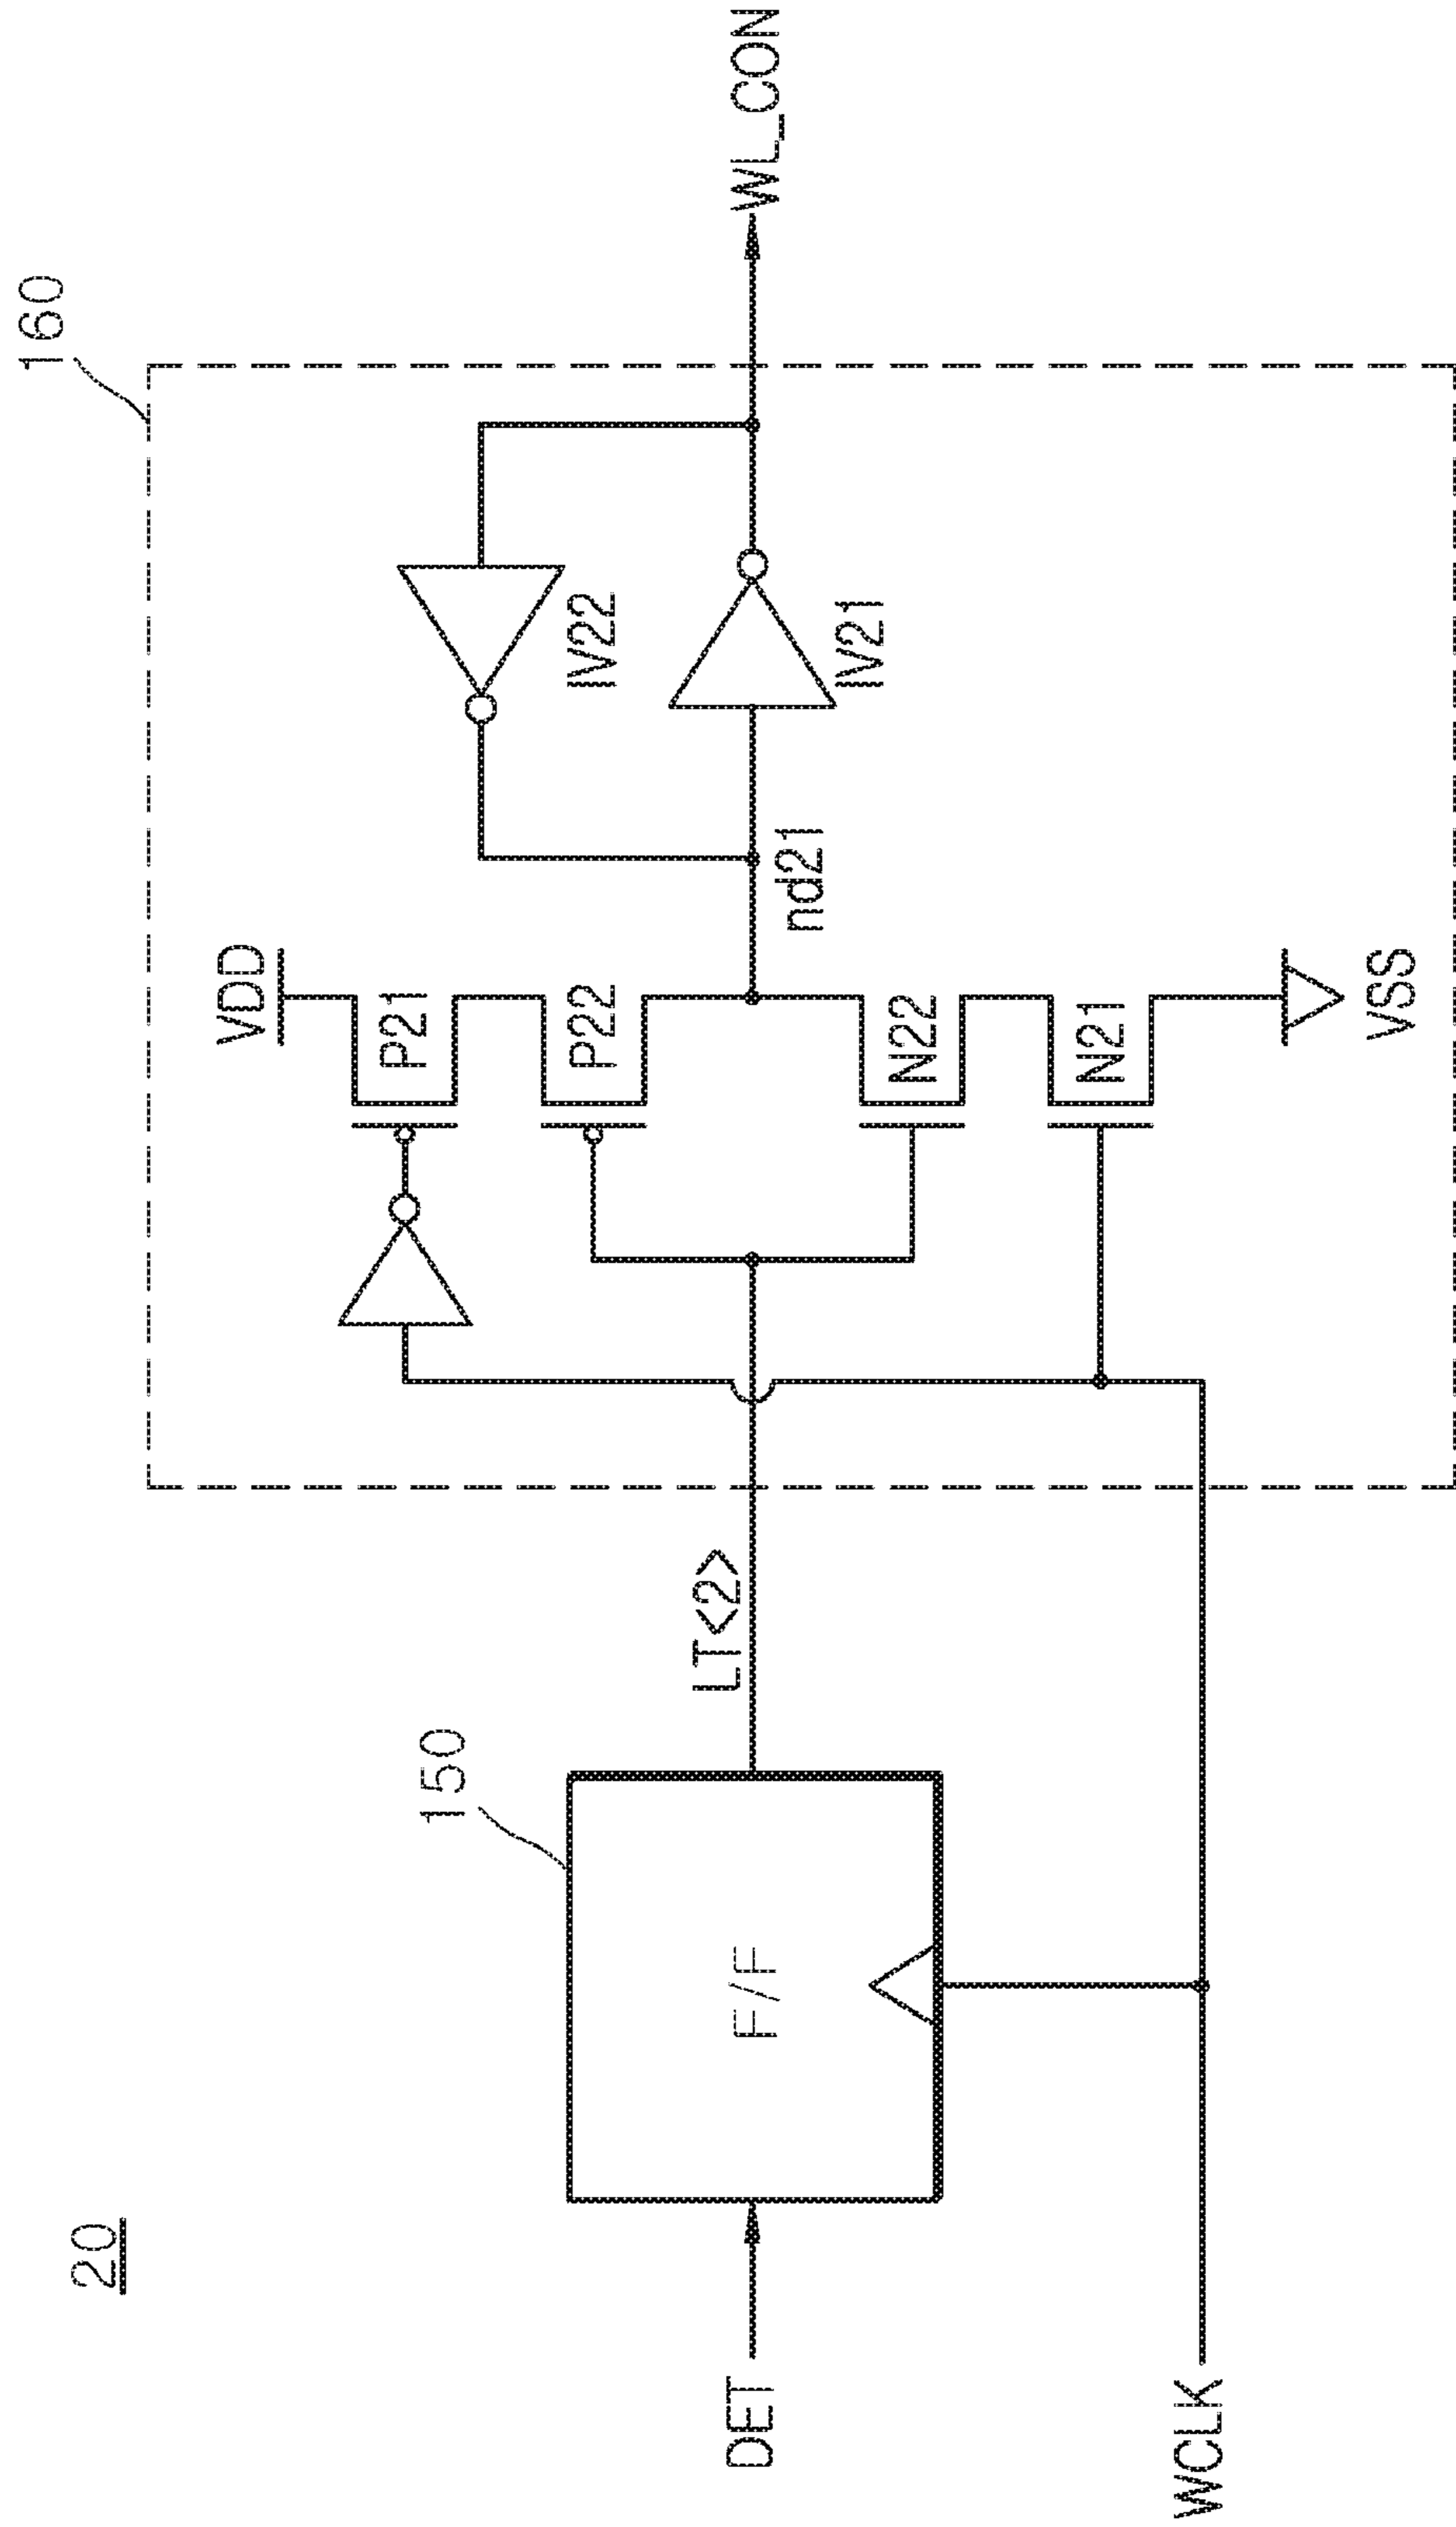 20
160
150
VDD
P21
P22
N22
N21
VSS
IV22
IV21
nd21
DET
F/F
LT<2>
WL_CON
WCLK